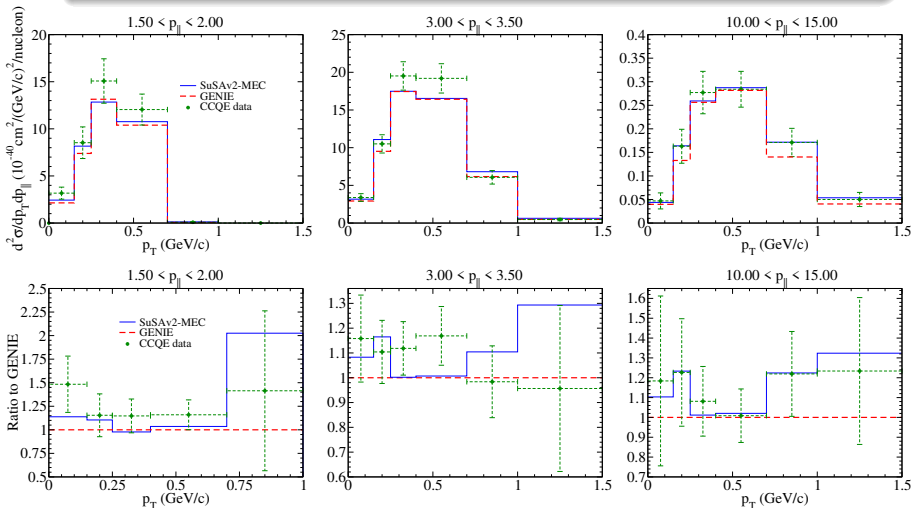 1.50 < p∥ < 2.00
3.00 < p∥ < 3.50
10.00 < p∥ < 15.00
d²σ/dp_T dp∥ (10⁻⁴⁰ cm²/(GeV/c)²/nucleon)
20
15
10
5
0
SuSAv2-MEC
GENIE
CCQE data
0 0.5 1 1.5
p_T (GeV/c)
25
20
15
10
5
0
0 0.5 1 1.5
p_T (GeV/c)
0.4
0.35
0.3
0.25
0.2
0.15
0.1
0.05
0
0 0.5 1 1.5
p_T (GeV/c)
1.50 < p∥ < 2.00
3.00 < p∥ < 3.50
10.00 < p∥ < 15.00
Ratio to GENIE
2.5
2.25
2
1.75
1.5
1.25
1
0.75
0.5
SuSAv2-MEC
GENIE
CCQE data
0 0.25 0.5 0.75 1
p_T (GeV/c)
1.3
1.2
1.1
1
0.9
0.8
0.7
0.6
0 0.5 1 1.5
p_T (GeV/c)
1.6
1.5
1.4
1.3
1.2
1.1
1
0.9
0.8
0.7
0 0.5 1 1.5
p_T (GeV/c)